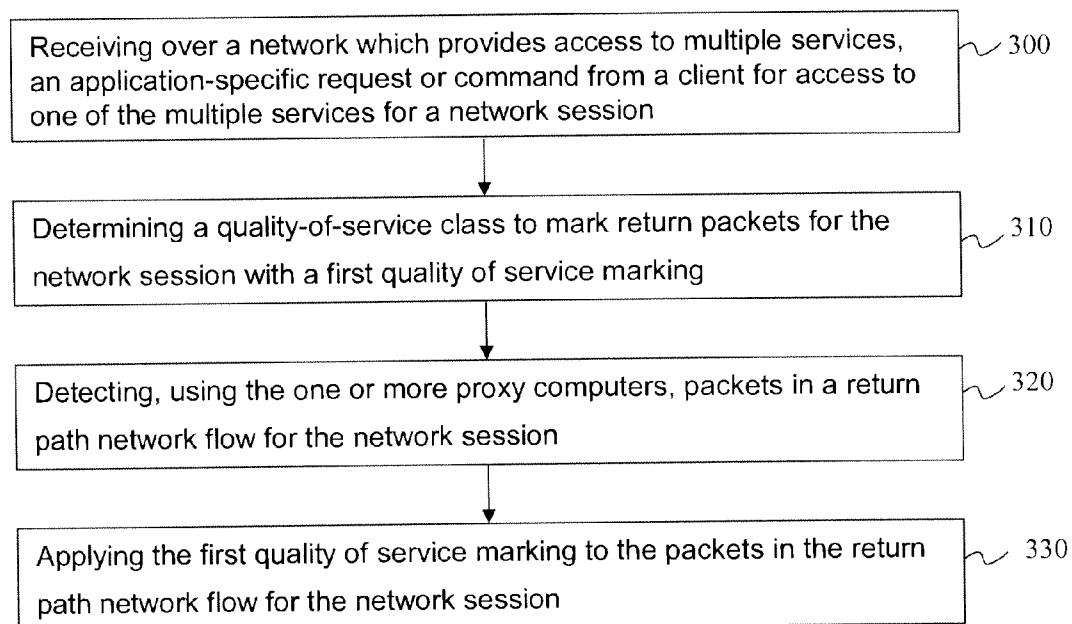 Receiving over a network which provides access to multiple services,
an application-specific request or command from a client for access to
one of the multiple services for a network session
300
Determining a quality-of-service class to mark return packets for the
network session with a first quality of service marking
310
Detecting, using the one or more proxy computers, packets in a return
path network flow for the network session
320
Applying the first quality of service marking to the packets in the return
path network flow for the network session
330